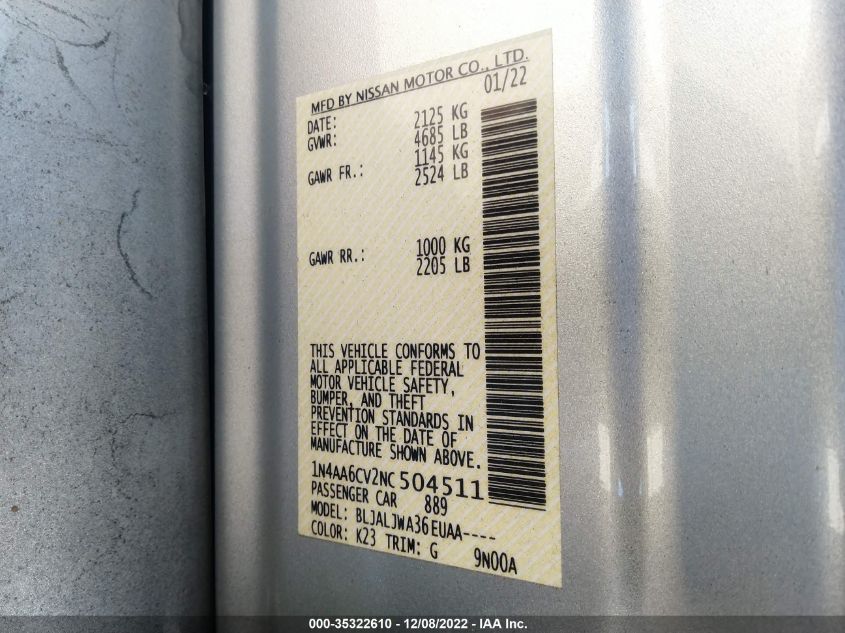 MFD BY NISSAN MOTOR CO., LTD.
DATE: 01/22
GVWR: 2125 KG
4685 LB
GAWR FR.: 1145 KG
2524 LB
GAWR RR.: 1000 KG
2205 LB
THIS VEHICLE CONFORMS TO
ALL APPLICABLE FEDERAL
MOTOR VEHICLE SAFETY,
BUMPER, AND THEFT
PREVENTION STANDARDS IN
EFFECT ON THE DATE OF
MANUFACTURE SHOWN ABOVE.
1N4AA6CV2NC504511
PASSENGER CAR 889
MODEL: BLJALJWA36EUAA----
COLOR: K23 TRIM: G 9N00A
000-35322610 - 12/08/2022 - IAA Inc.